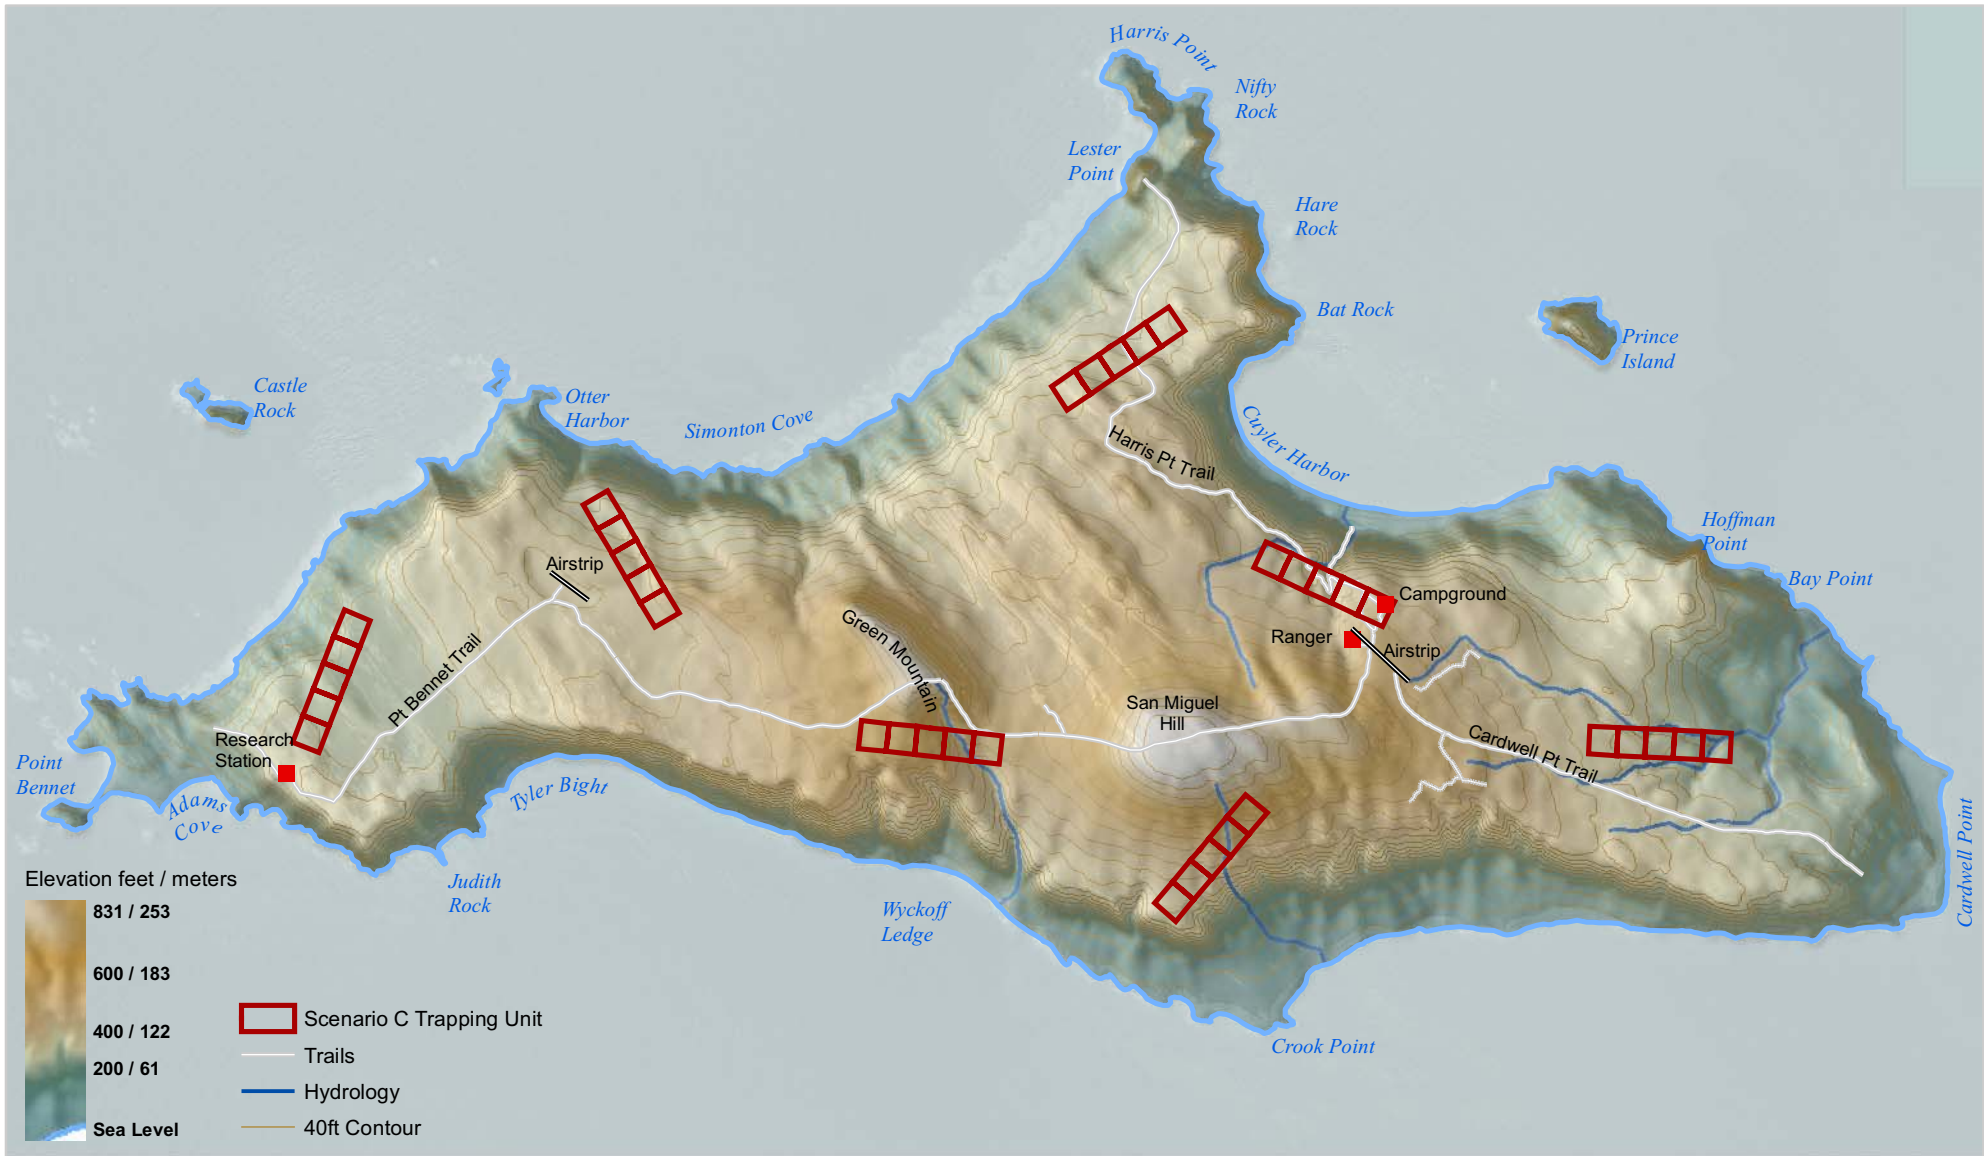 Harris Point
Nifty
Rock
Lester
Point
Hare
Rock
Bat Rock
Prince
Island
Castle
Rock
Otter
Harbor
Simonton Cove
Cuyler Harbor
Harris Pt Trail
Hoffman
Point
Bay Point
Airstrip
Campground
Green Mountain
Ranger
Airstrip
Pt Bennet Trail
San Miguel
Hill
Research
Station
Cardwell Pt Trail
Point
Bennet
Adams
Cove
Tyler Bight
Judith
Rock
Wyckoff
Ledge
Cardwell Point
Crook Point
Elevation feet / meters
831 / 253
600 / 183
400 / 122
200 / 61
Sea Level
Scenario C Trapping Unit
Trails
Hydrology
40ft Contour